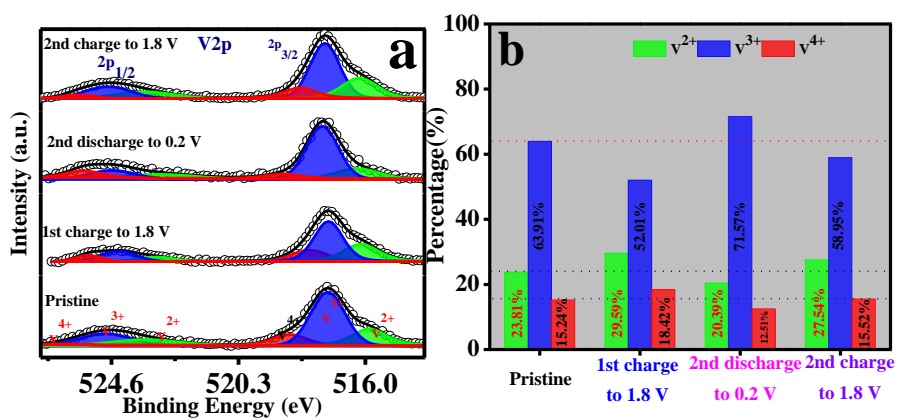 a
V2p
2nd charge to 1.8 V
2p1/2
2p3/2
2nd discharge to 0.2 V
1st charge to 1.8 V
Pristine
4+
3+
V
2+
4+
V
2+
V
Intensity (a.u.)
524.6
520.3
516.0
Binding Energy (eV)
b
V2+
V3+
V4+
Percentage(%)
100
80
60
40
20
0
23.81%
63.91%
15.24%
29.59%
52.01%
18.42%
20.39%
71.57%
12.51%
27.54%
58.95%
15.52%
Pristine
1st charge
to 1.8 V
2nd discharge
to 0.2 V
2nd charge
to 1.8 V